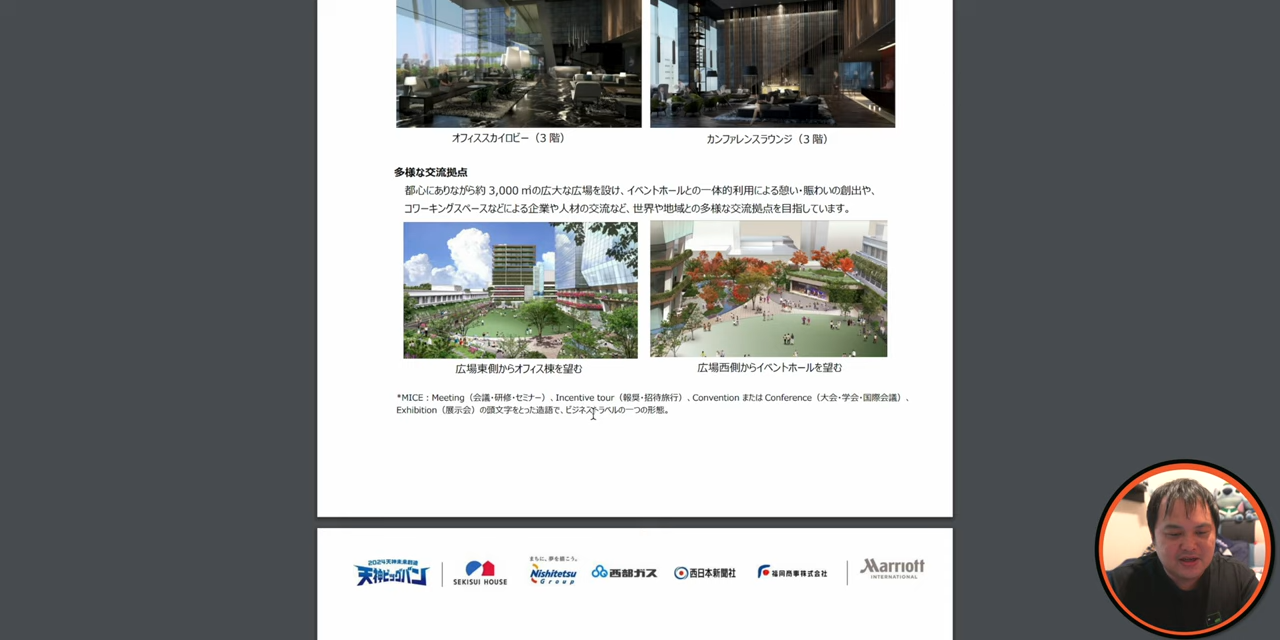 オフィススカイロビー（3 階）
カンファレンスラウンジ（3 階）
多様な交流拠点
都心にありながら約 3,000 ㎡の広大な広場を設け、イベントホールとの一体的利用による憩い・賑わいの創出や、
コワーキングスペースなどによる企業や人材の交流など、世界や地域との多様な交流拠点を目指しています。
広場東側からオフィス棟を望む
広場西側からイベントホールを望む
*MICE：Meeting（会議・研修・セミナー）、Incentive tour（報奨・招待旅行）、Convention または Conference（大会・学会・国際会議）、
Exhibition（展示会）の頭文字をとった造語で、ビジネストラベルの一つの形態。
2024天神未来創造
天神ビッグバン
SEKISUI HOUSE
まちに、夢を描こう。
Nishitetsu
Group
西部ガス
西日本新聞社
福岡商事株式会社
Marriott
INTERNATIONAL